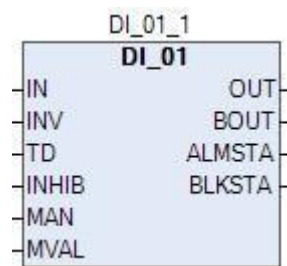 DI_01_1
DI_01
IN OUT
INV BOUT
TD ALMSTA
INHIB BLKSTA
MAN
MVAL